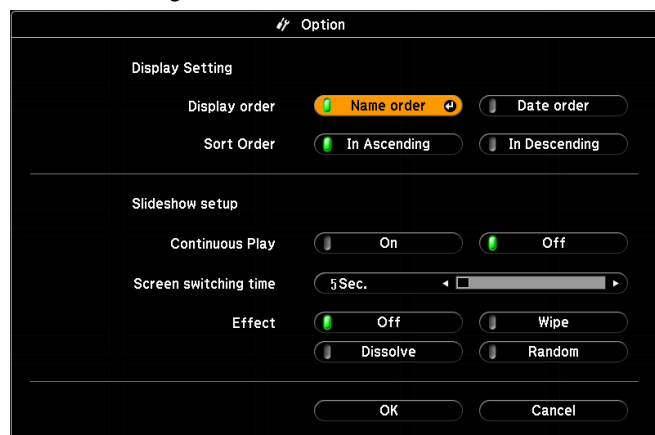 Option
Display Setting
Display order Name order Date order
Sort Order In Ascending In Descending
Slideshow setup
Continuous Play On Off
Screen switching time 5Sec.
Effect Off Wipe
Dissolve Random
OK Cancel